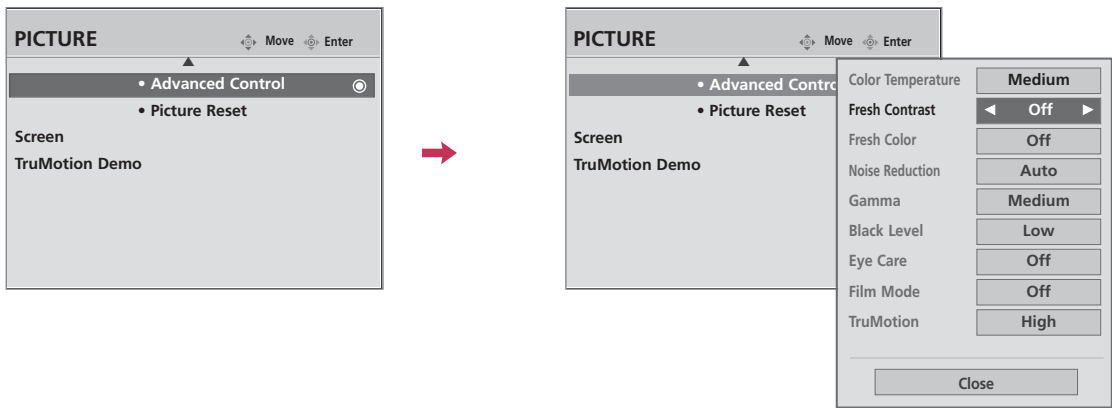 PICTURE
Move Enter
• Advanced Control
• Picture Reset
Screen
TruMotion Demo
PICTURE
Move Enter
• Advanced Contro
• Picture Reset
Screen
TruMotion Demo
Color Temperature Medium
Fresh Contrast ◀ Off ▶
Fresh Color Off
Noise Reduction Auto
Gamma Medium
Black Level Low
Eye Care Off
Film Mode Off
TruMotion High
Close